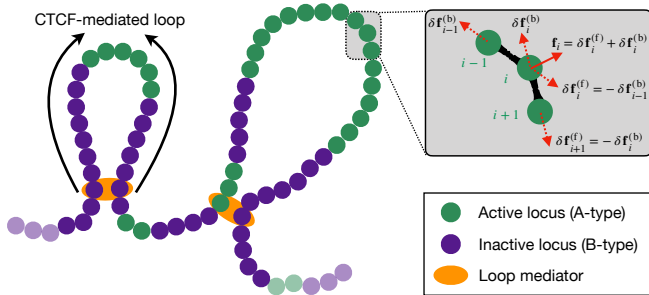 CTCF-mediated loop
δf_{i−1}^{(b)}
δf_i^{(b)}
f_i = δf_i^{(f)} + δf_i^{(b)}
i − 1
i
δf_i^{(f)} = − δf_{i−1}^{(b)}
i + 1
δf_{i+1}^{(f)} = − δf_i^{(b)}
Active locus (A-type)
Inactive locus (B-type)
Loop mediator